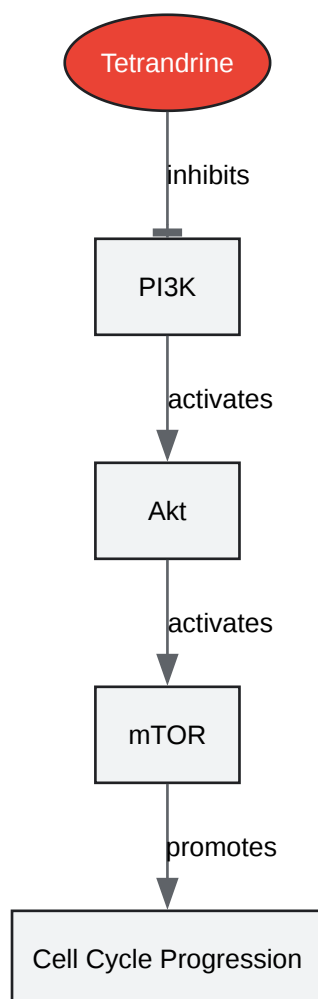 Tetrandrine
inhibits
PI3K
activates
Akt
activates
mTOR
promotes
Cell Cycle Progression